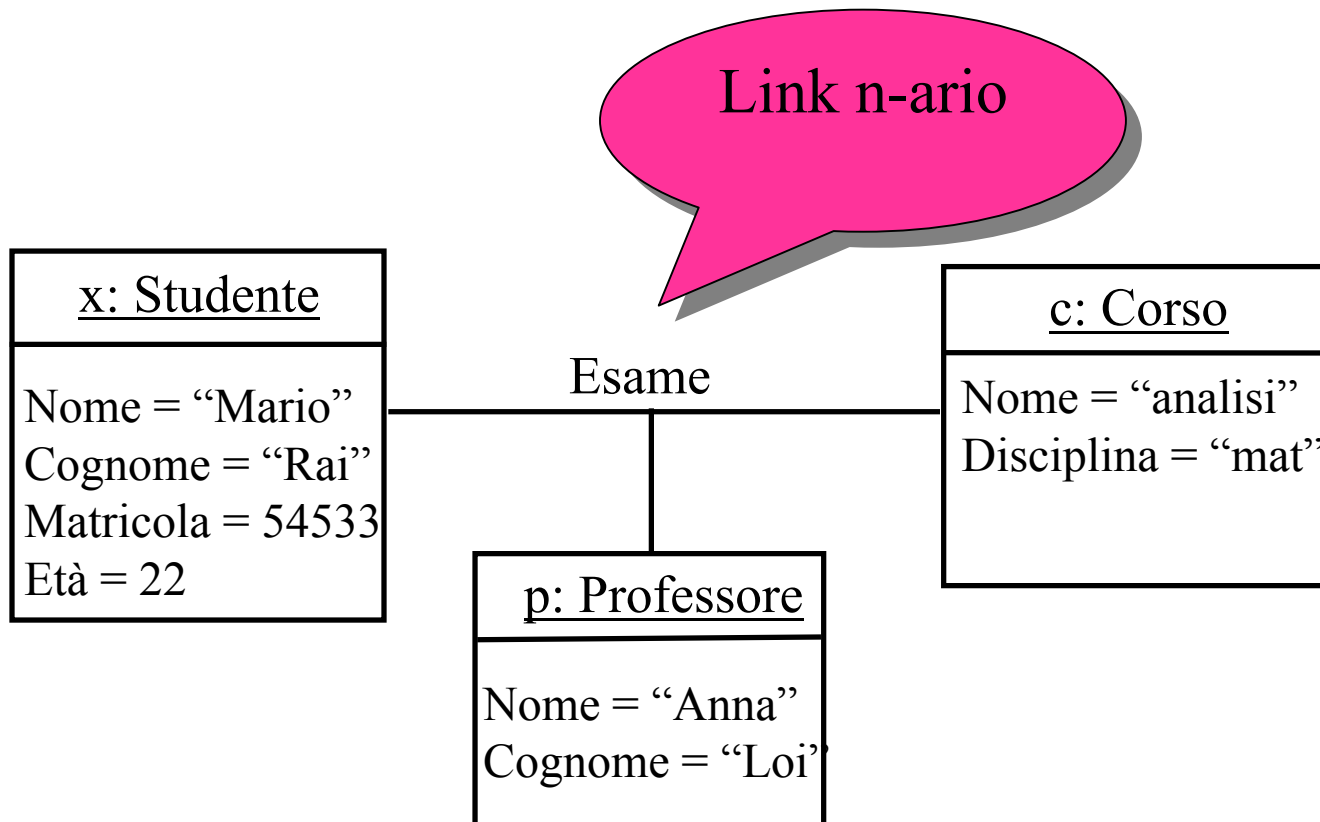 Link n-ario
x: Studente
Nome = “Mario”
Cognome = “Rai”
Matricola = 54533
Età = 22
Esame
c: Corso
Nome = “analisi”
Disciplina = “mat”
p: Professore
Nome = “Anna”
Cognome = “Loi”